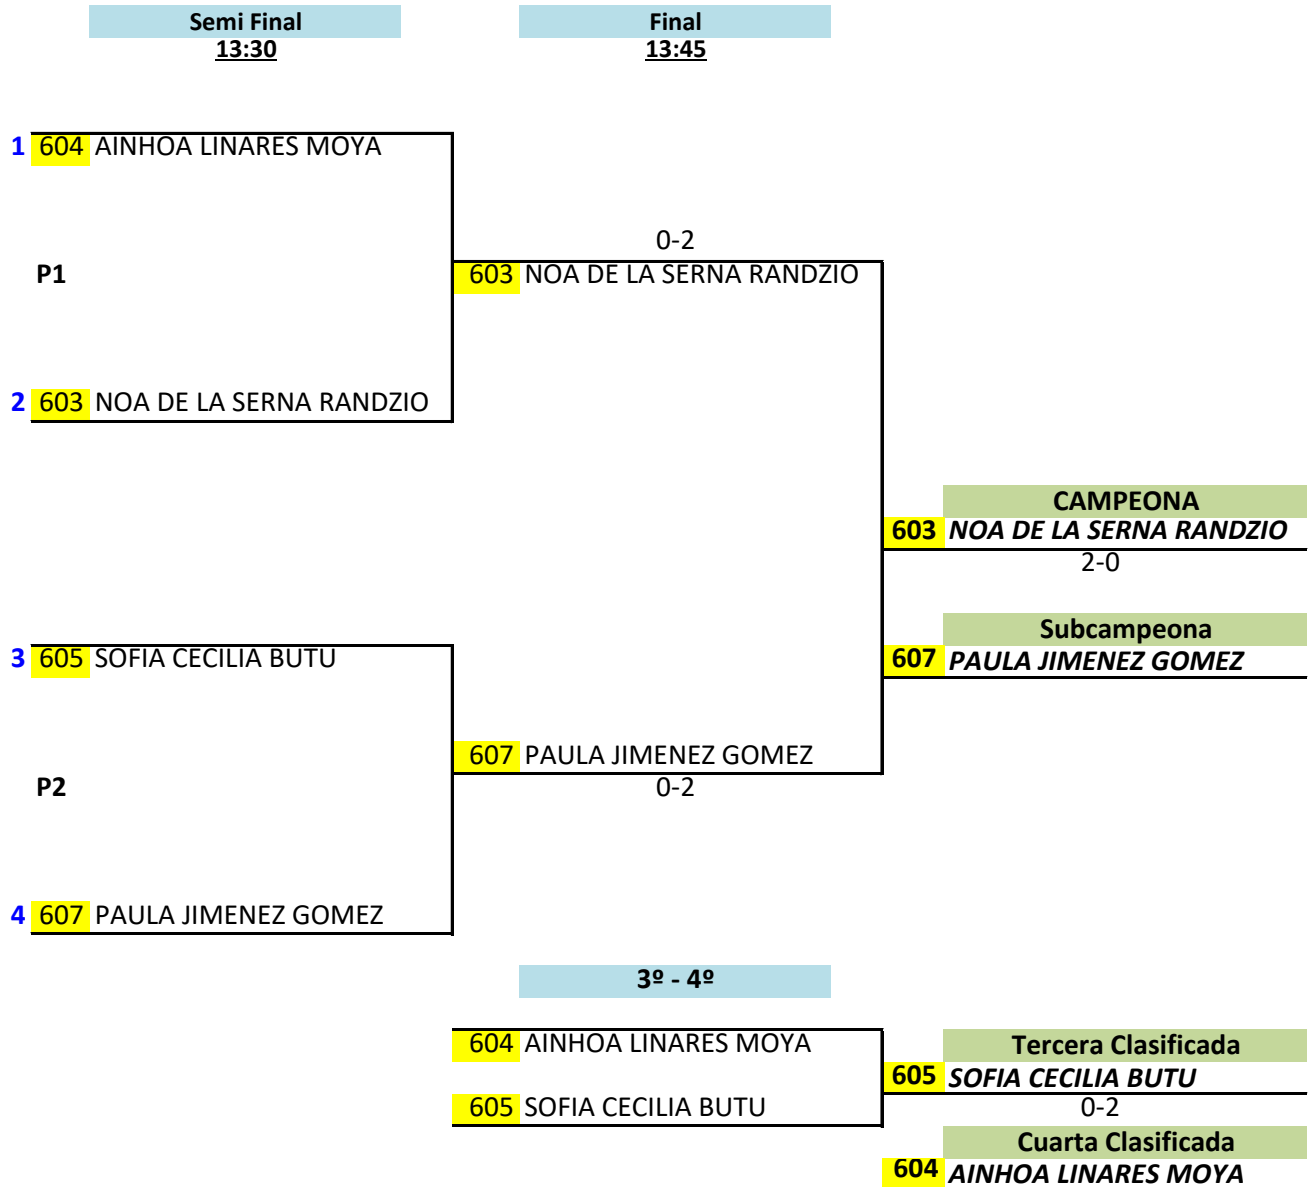 Semi Final Final
13:30 13:45
1 604 AINHOA LINARES MOYA
0-2
P1 603 NOA DE LA SERNA RANDZIO
2 603 NOA DE LA SERNA RANDZIO
CAMPEONA
603 NOA DE LA SERNA RANDZIO
2-0
Subcampeona
3 605 SOFIA CECILIA BUTU 607 PAULA JIMENEZ GOMEZ
607 PAULA JIMENEZ GOMEZ
P2 0-2
4 607 PAULA JIMENEZ GOMEZ
3º - 4º
604 AINHOA LINARES MOYA Tercera Clasificada
605 SOFIA CECILIA BUTU
605 SOFIA CECILIA BUTU 0-2
Cuarta Clasificada
604 AINHOA LINARES MOYA